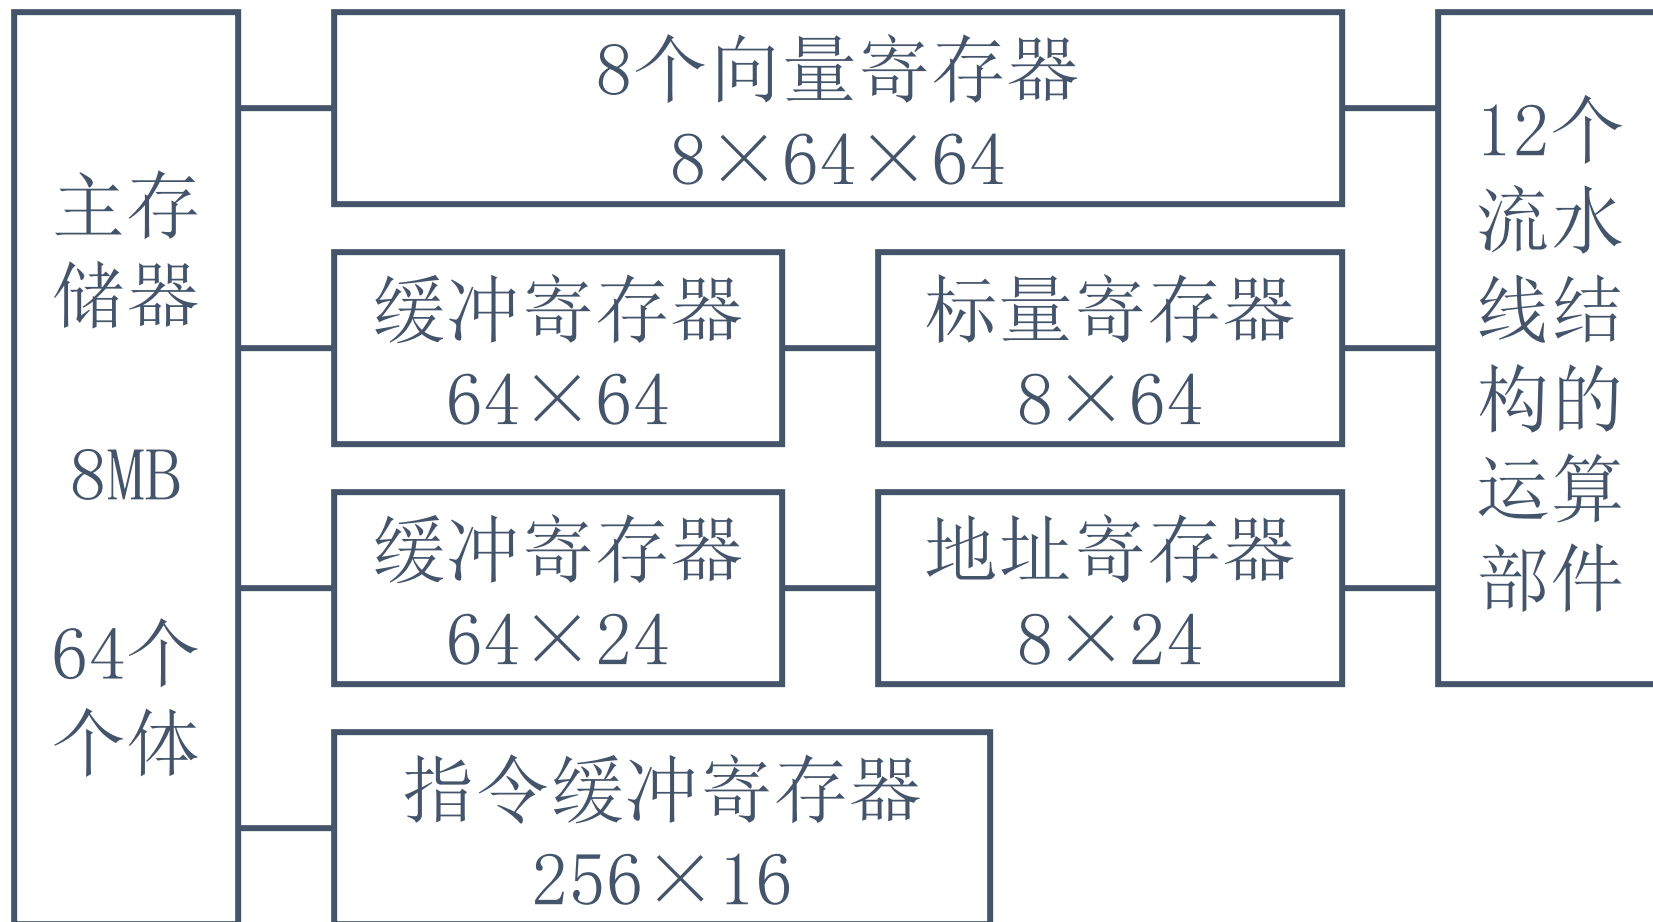 主存
储器
8MB
64个
个体
8个向量寄存器
8×64×64
缓冲寄存器
64×64
标量寄存器
8×64
缓冲寄存器
64×24
地址寄存器
8×24
指令缓冲寄存器
256×16
12个
流水
线结
构的
运算
部件